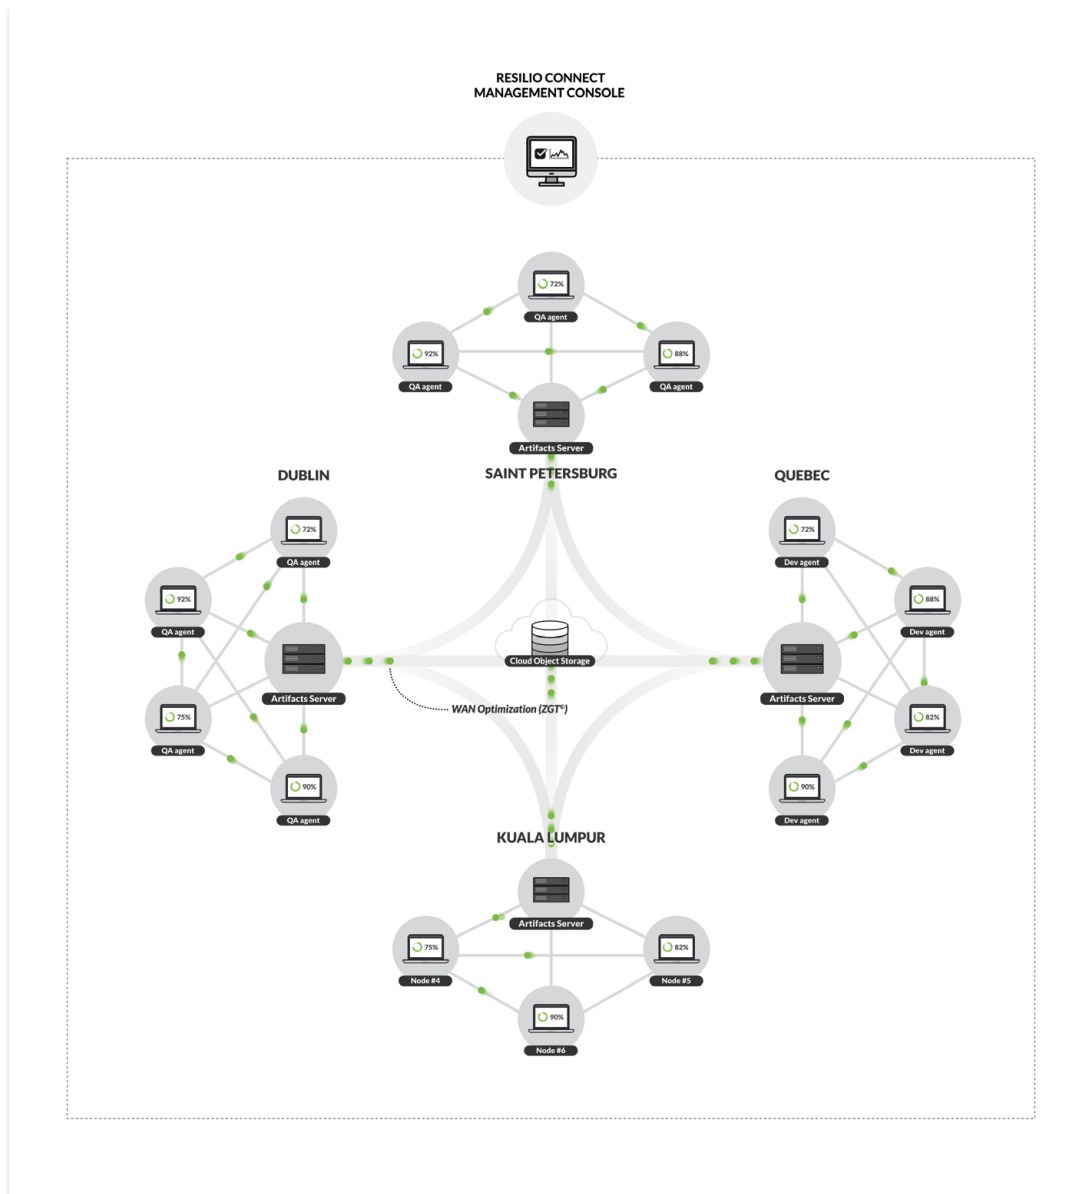 RESILIO CONNECT
MANAGEMENT CONSOLE
72%
QA agent
92%
QA agent
88%
QA agent
Artifacts Server
SAINT PETERSBURG
DUBLIN
72%
QA agent
92%
QA agent
Artifacts Server
75%
QA agent
90%
QA agent
QUEBEC
72%
Dev agent
88%
Dev agent
Artifacts Server
82%
Dev agent
90%
Dev agent
Cloud Object Storage
WAN Optimization (ZGT©)
KUALA LUMPUR
Artifacts Server
75%
Node #4
82%
Node #5
90%
Node #6